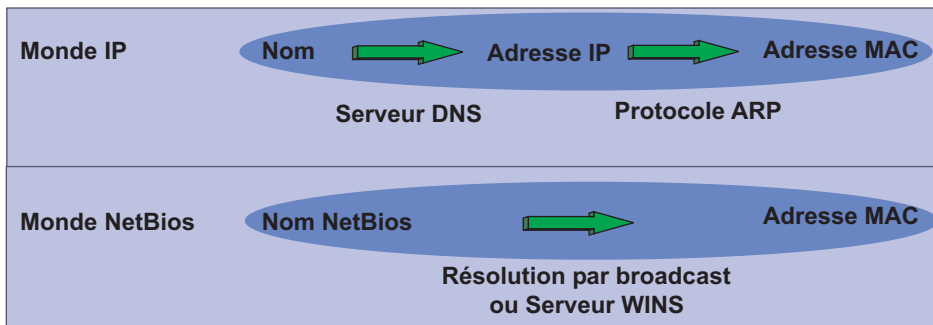 Monde IP
Nom
Adresse IP
Adresse MAC
Serveur DNS
Protocole ARP
Monde NetBios
Nom NetBios
Adresse MAC
Résolution par broadcast
ou Serveur WINS